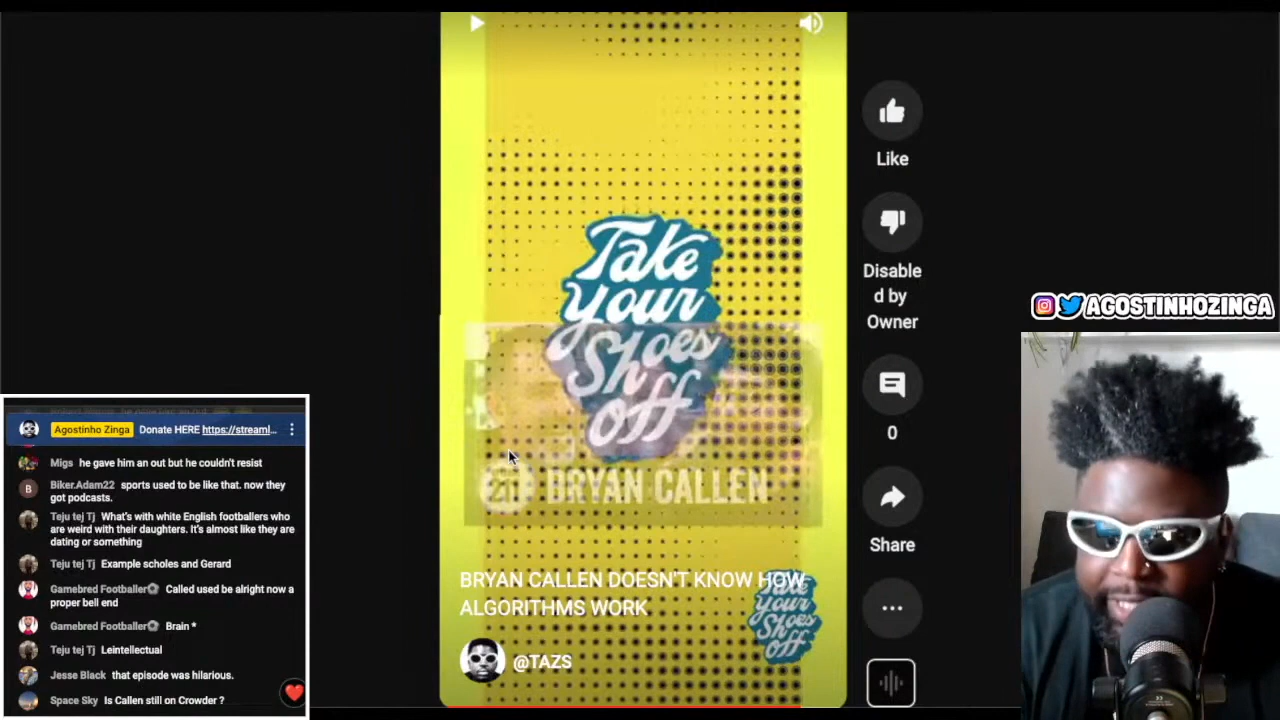 Take
your
Shoes
off
BRYAN CALLEN
BRYAN CALLEN DOESN'T KNOW HOW
ALGORITHMS WORK
Take
your
Shoes
off
@TAZS
Like
Disable
d by
Owner
0
Share
AGOSTINHOZINGA
Agostinho Zinga Donate HERE https://streaml...
Migs he gave him an out but he couldn't resist
Biker.Adam22 sports used to be like that. now they
got podcasts.
Teju tej Tj What's with white English footballers who
are weird with their daughters. It's almost like they are
dating or something
Teju tej Tj Example scholes and Gerard
Gamebred Footballer Called used be alright now a
proper bell end
Gamebred Footballer Brain *
Teju tej Tj Leintellectual
Jesse Black that episode was hilarious.
Space Sky Is Callen still on Crowder ?